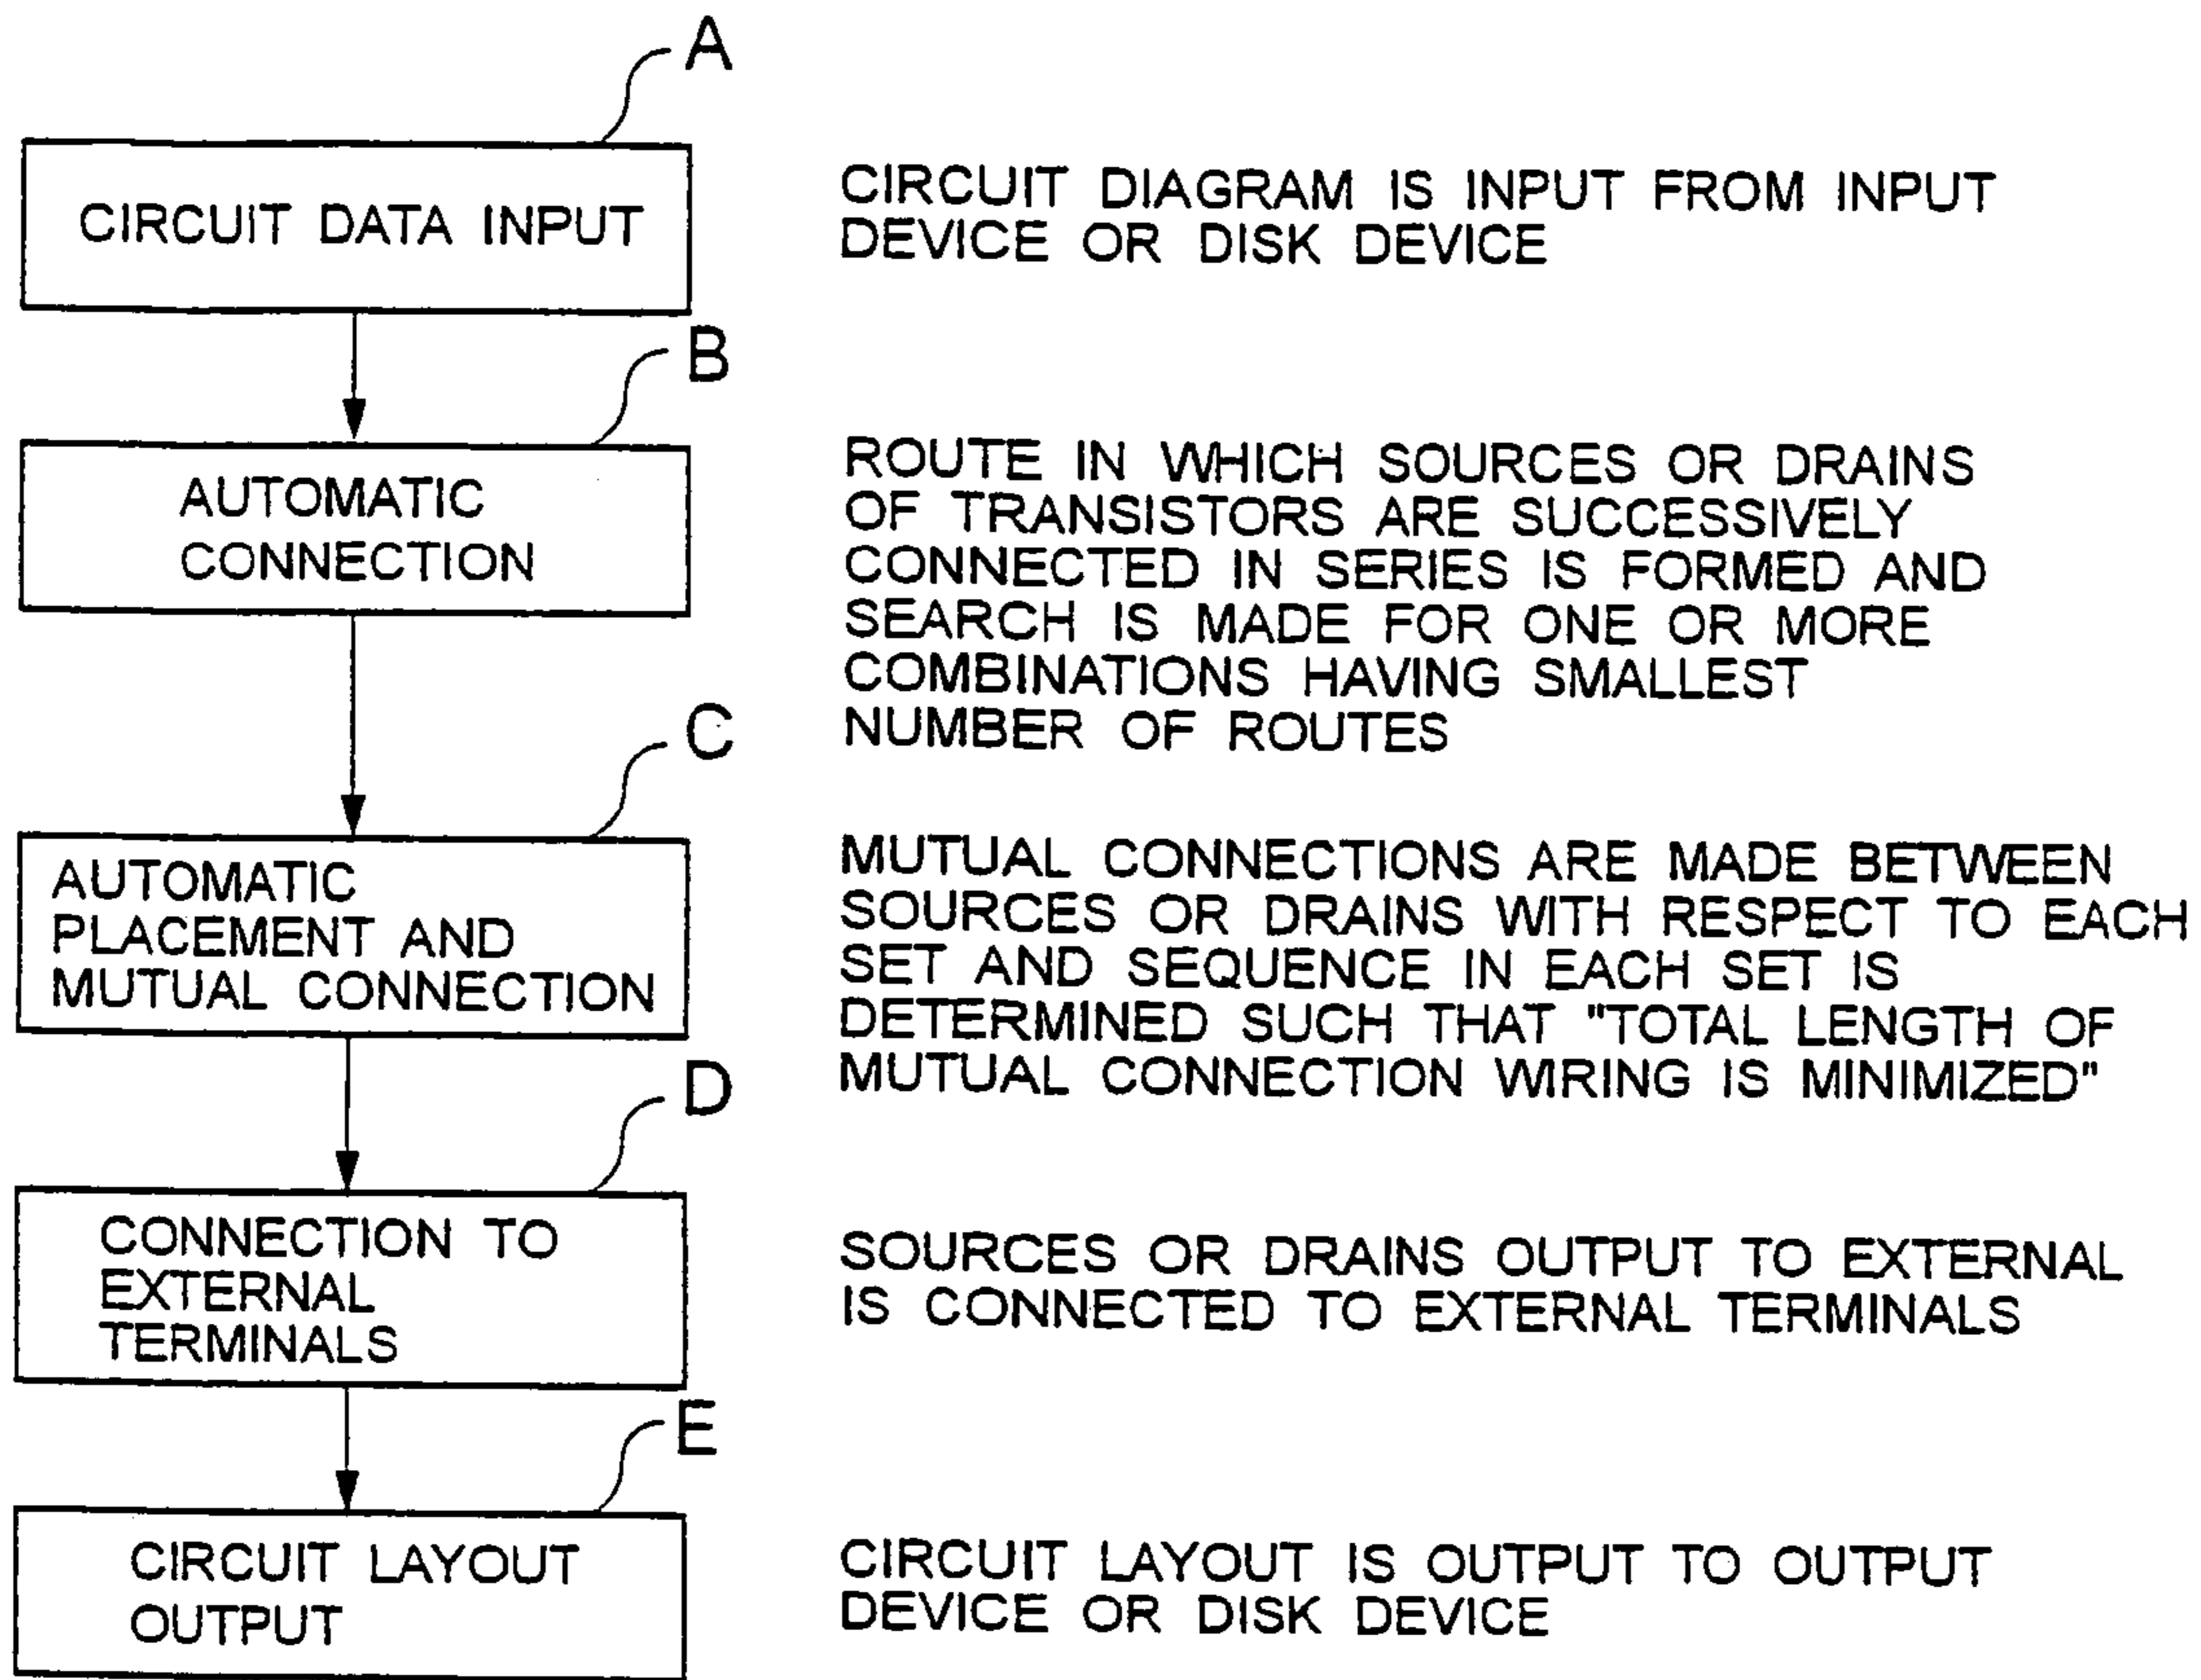 A
CIRCUIT DATA INPUT
CIRCUIT DIAGRAM IS INPUT FROM INPUT
DEVICE OR DISK DEVICE
B
AUTOMATIC
CONNECTION
ROUTE IN WHICH SOURCES OR DRAINS
OF TRANSISTORS ARE SUCCESSIVELY
CONNECTED IN SERIES IS FORMED AND
SEARCH IS MADE FOR ONE OR MORE
COMBINATIONS HAVING SMALLEST
NUMBER OF ROUTES
C
AUTOMATIC
PLACEMENT AND
MUTUAL CONNECTION
MUTUAL CONNECTIONS ARE MADE BETWEEN
SOURCES OR DRAINS WITH RESPECT TO EACH
SET AND SEQUENCE IN EACH SET IS
DETERMINED SUCH THAT "TOTAL LENGTH OF
MUTUAL CONNECTION WIRING IS MINIMIZED"
D
CONNECTION TO
EXTERNAL
TERMINALS
SOURCES OR DRAINS OUTPUT TO EXTERNAL
IS CONNECTED TO EXTERNAL TERMINALS
E
CIRCUIT LAYOUT
OUTPUT
CIRCUIT LAYOUT IS OUTPUT TO OUTPUT
DEVICE OR DISK DEVICE